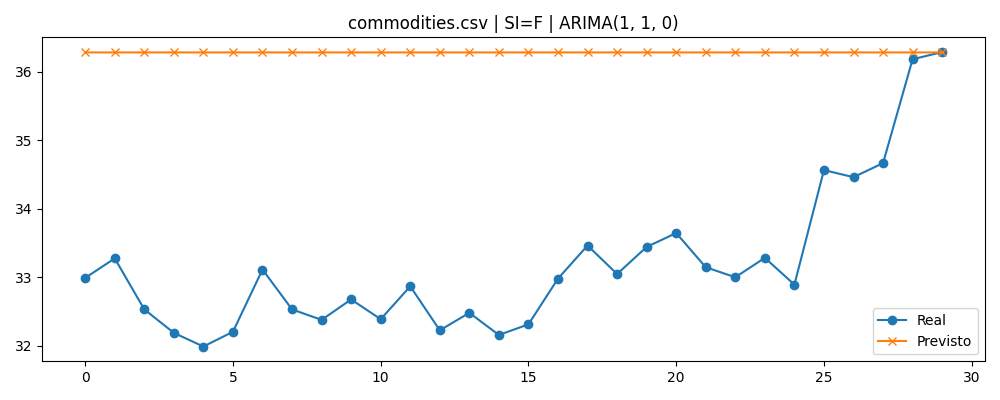 commodities.csv | SI=F | ARIMA(1, 1, 0)
36
35
34
33
32
0 5 10 15 20 25 30
Real
Previsto